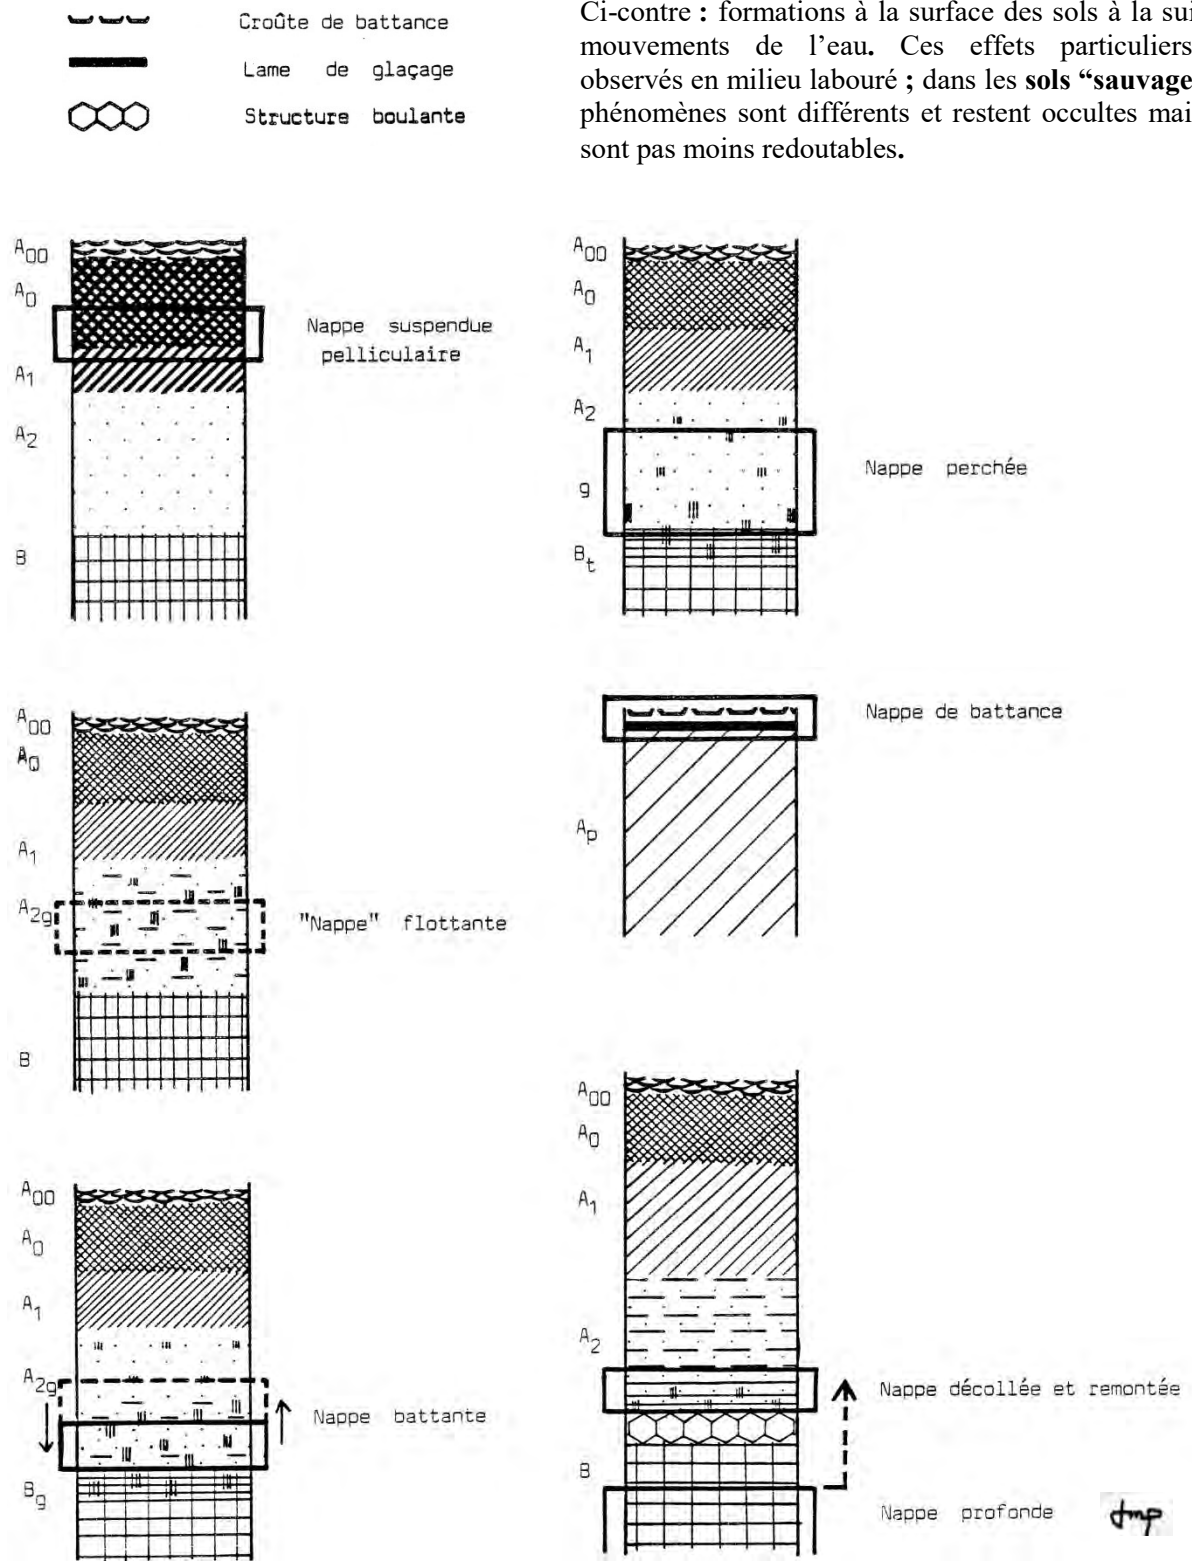 Croûte de battance
Lame de glaçage
Structure boulante
Ci-contre : formations à la surface des sols à la sui
mouvements de l’eau. Ces effets particuliers
observés en milieu labouré ; dans les sols “sauvage
phénomènes sont différents et restent occultes mai
sont pas moins redoutables.
A00
A0
A1
A2
B
Nappe suspendue
pelliculaire
A00
A0
A1
A2
g
Bt
Nappe perchée
A00
A0
A1
A2g
B
"Nappe" flottante
Ap
Nappe de battance
A00
A0
A1
A2g
Bg
Nappe battante
A00
A0
A1
A2
B
Nappe décollée et remontée
Nappe profonde